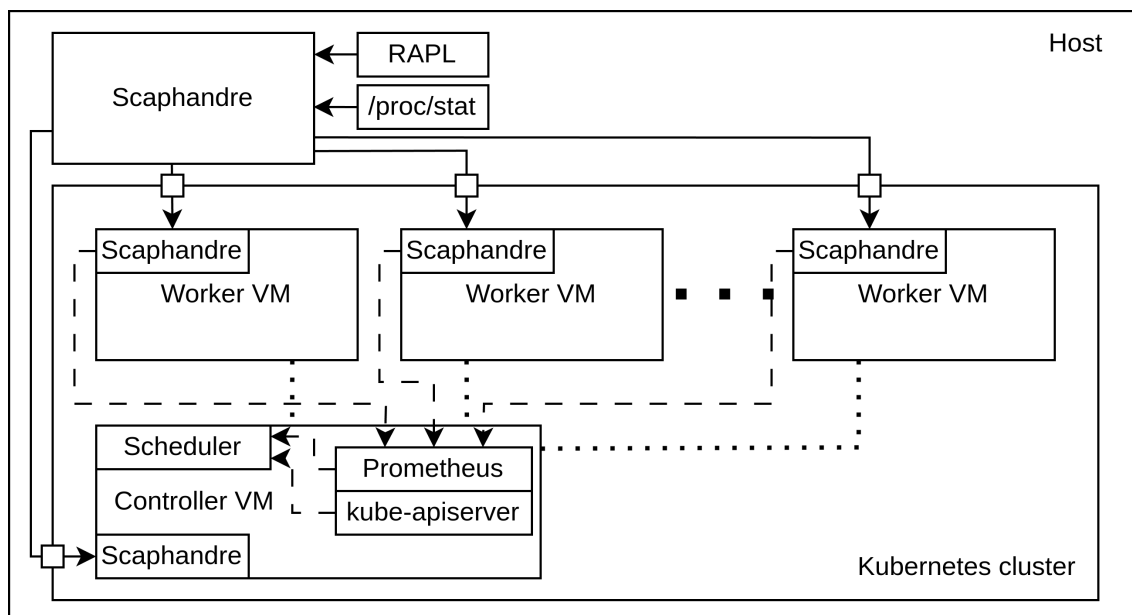 Host
RAPL
Scaphandre
/proc/stat
Scaphandre
Scaphandre
Scaphandre
Worker VM
Worker VM
Worker VM
Scheduler
Prometheus
Controller VM
kube-apiserver
Scaphandre
Kubernetes cluster